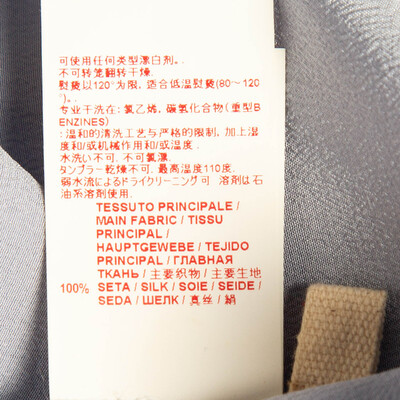 可使用任何类型漂白剂。.
不可转笼翻转干燥.
熨烫以120°为限, 适合低温熨烫(80~120
°)。.
专业干洗在: 氯乙烯, 碳氢化合物 (重型B
ENZINES)
: 温和的清洗工艺与严格的限制, 加上湿
度和/或机械作用和/或温度.
水洗い不可. 不可氯漂.
タンブラー乾燥不可. 最高温度110度.
弱水流によるドライクリーニング可 溶剤は石
油系溶剤使用.
TESSUTO PRINCIPALE /
MAIN FABRIC / TISSU
PRINCIPAL /
HAUPTGEWEBE / TEJIDO
PRINCIPAL / ГЛАВНАЯ
ТКАНЬ / 主要织物 / 主要生地
100% SETA / SILK / SOIE / SEIDE /
SEDA / ШЕЛК / 真丝 / 絹